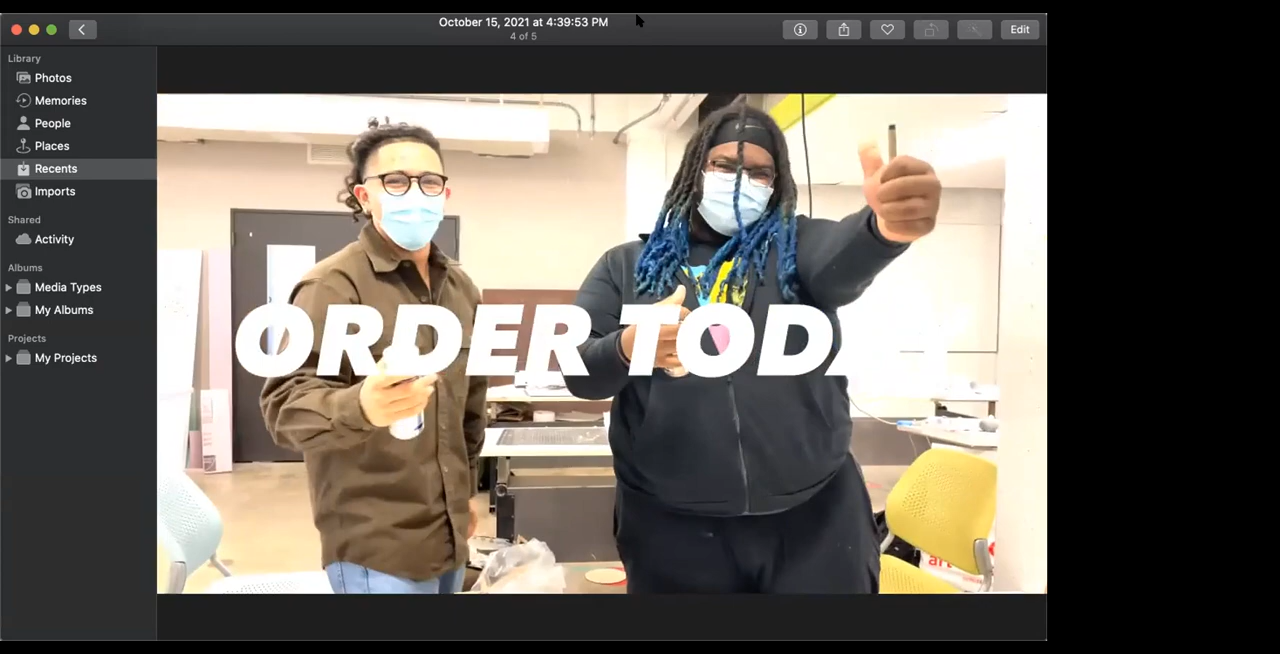 October 15, 2021 at 4:39:53 PM
4 of 5
Edit
Library
Photos
Memories
People
Places
Recents
Imports
Shared
Activity
Albums
Media Types
My Albums
Projects
My Projects
ORDER TODA